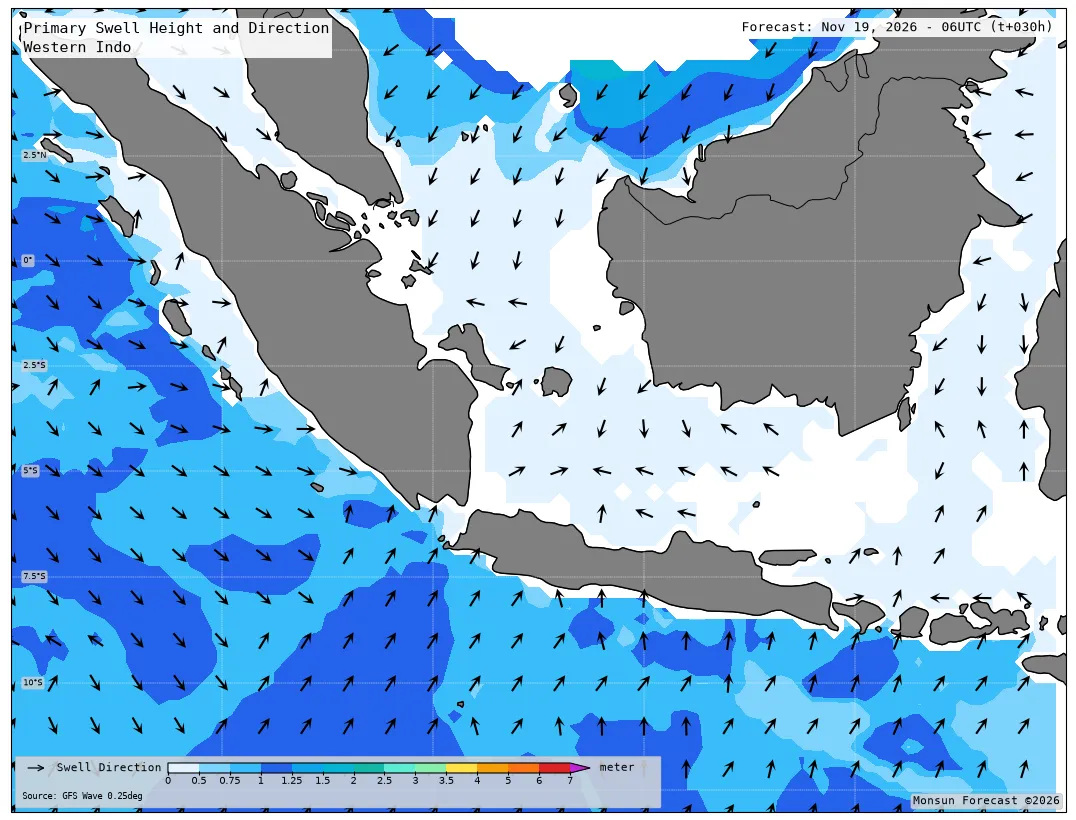 Primary Swell Height and Direction
Western Indo
Forecast: Nov 19, 2026 - 06UTC (t+030h)
2.5°N
0°
2.5°S
5°S
7.5°S
10°S
Swell Direction
0 0.5 0.75 1 1.25 1.5 2 2.5 3 3.5 4 5 6 7
meter
Source: GFS Wave 0.25deg
Monsun Forecast ©2026